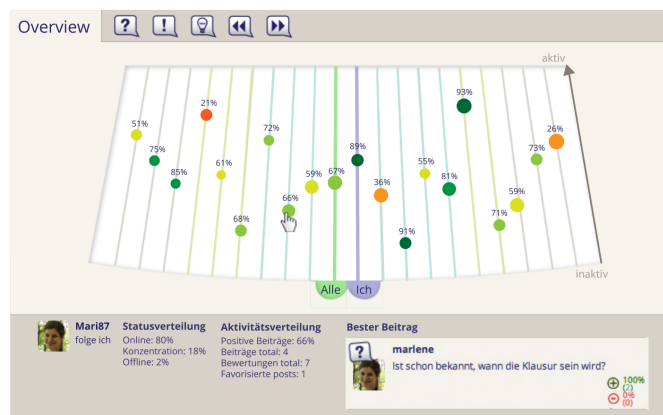 Overview
?
!
aktiv
51%
75%
85%
21%
61%
68%
72%
66%
59%
67%
89%
36%
91%
55%
81%
93%
71%
59%
73%
26%
inaktiv
Alle
Ich
Mari87
folge ich
Statusverteilung
Online: 80%
Konzentration: 18%
Offline: 2%
Aktivitätsverteilung
Positive Beiträge: 66%
Beiträge total: 4
Bewertungen total: 7
Favorisierte posts: 1
Bester Beitrag
?
marlene
Ist schon bekannt, wann die Klausur sein wird?
100%
(2)
0%
(0)